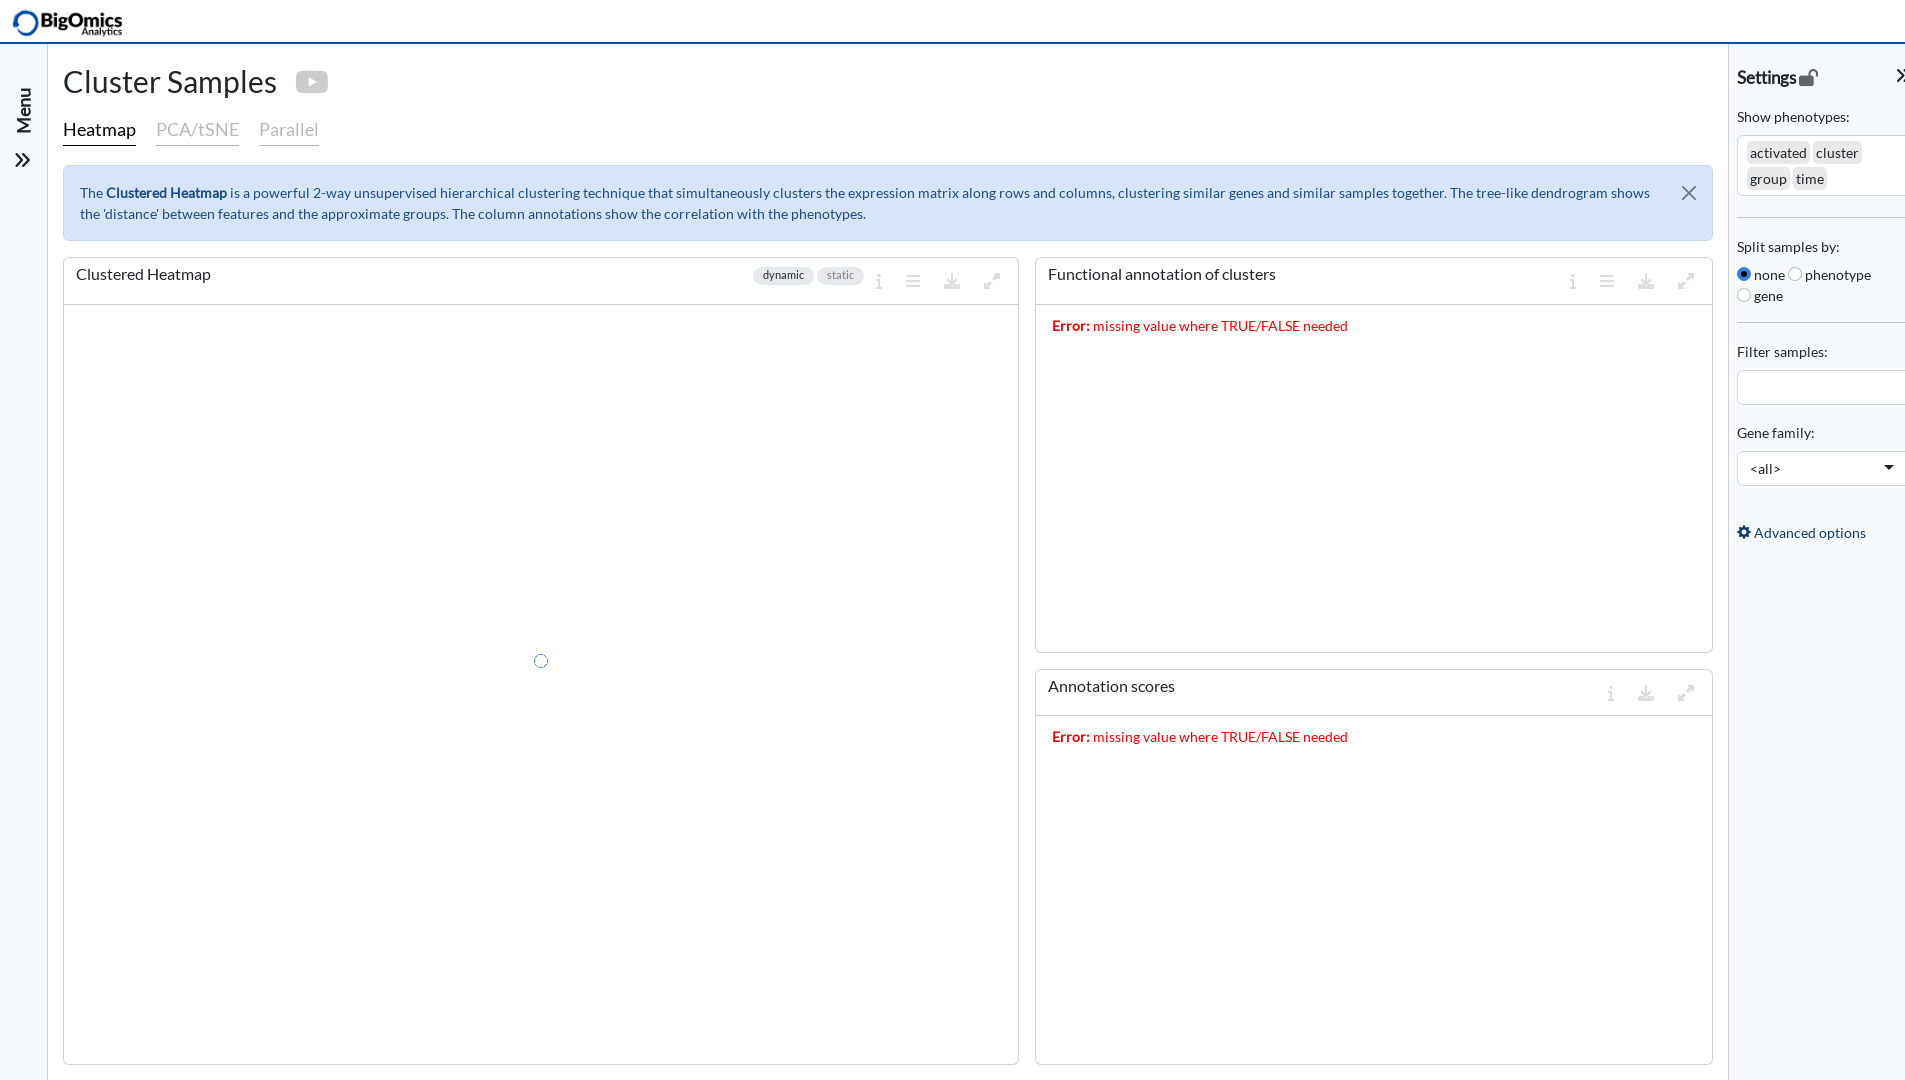 BigOmics
Analytics
Menu
Cluster Samples
Heatmap PCA/tSNE Parallel
The Clustered Heatmap is a powerful 2-way unsupervised hierarchical clustering technique that simultaneously clusters the expression matrix along rows and columns, clustering similar genes and similar samples together. The tree-like dendrogram shows
the 'distance' between features and the approximate groups. The column annotations show the correlation with the phenotypes.
Clustered Heatmap dynamic static
Functional annotation of clusters
Error: missing value where TRUE/FALSE needed
Annotation scores
Error: missing value where TRUE/FALSE needed
Settings
Show phenotypes:
activated cluster
group time
Split samples by:
none phenotype
gene
Filter samples:
Gene family:
<all>
Advanced options